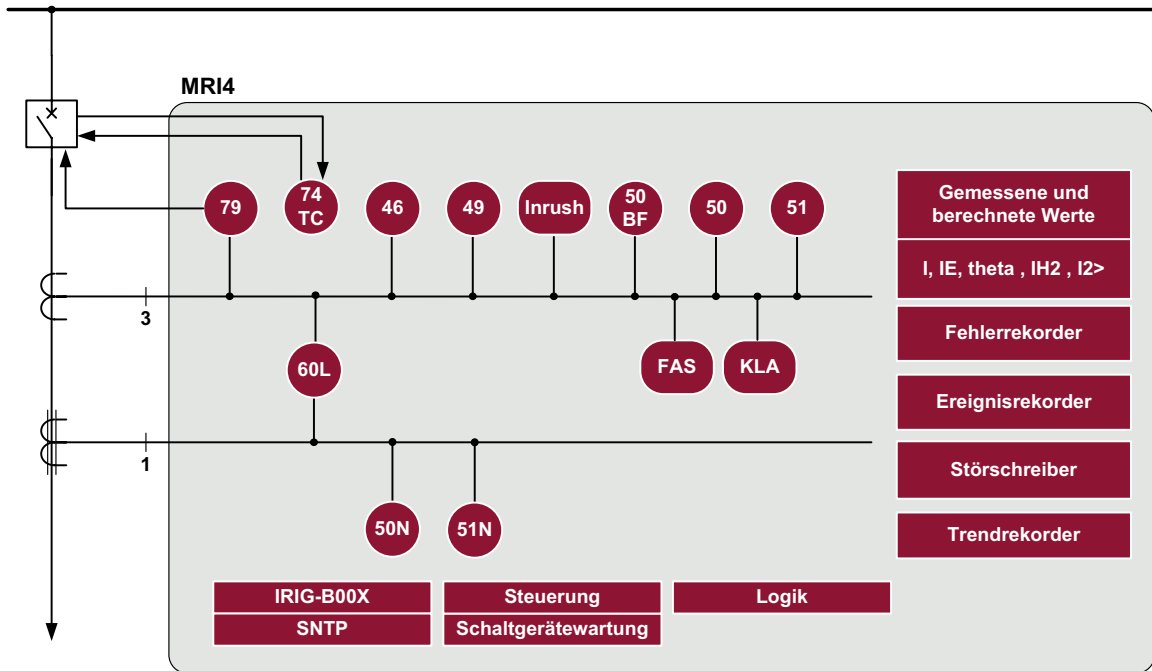 MRI4
79
74
TC
46
49
Inrush
50
BF
50
51
Gemessene und
berechnete Werte
I, IE, theta , IH2 , I2>
3
Fehlerrekorder
60L
FAS
KLA
Ereignisrekorder
1
Störschreiber
50N
51N
Trendrekorder
IRIG-B00X
Steuerung
Logik
SNTP
Schaltgerätewartung